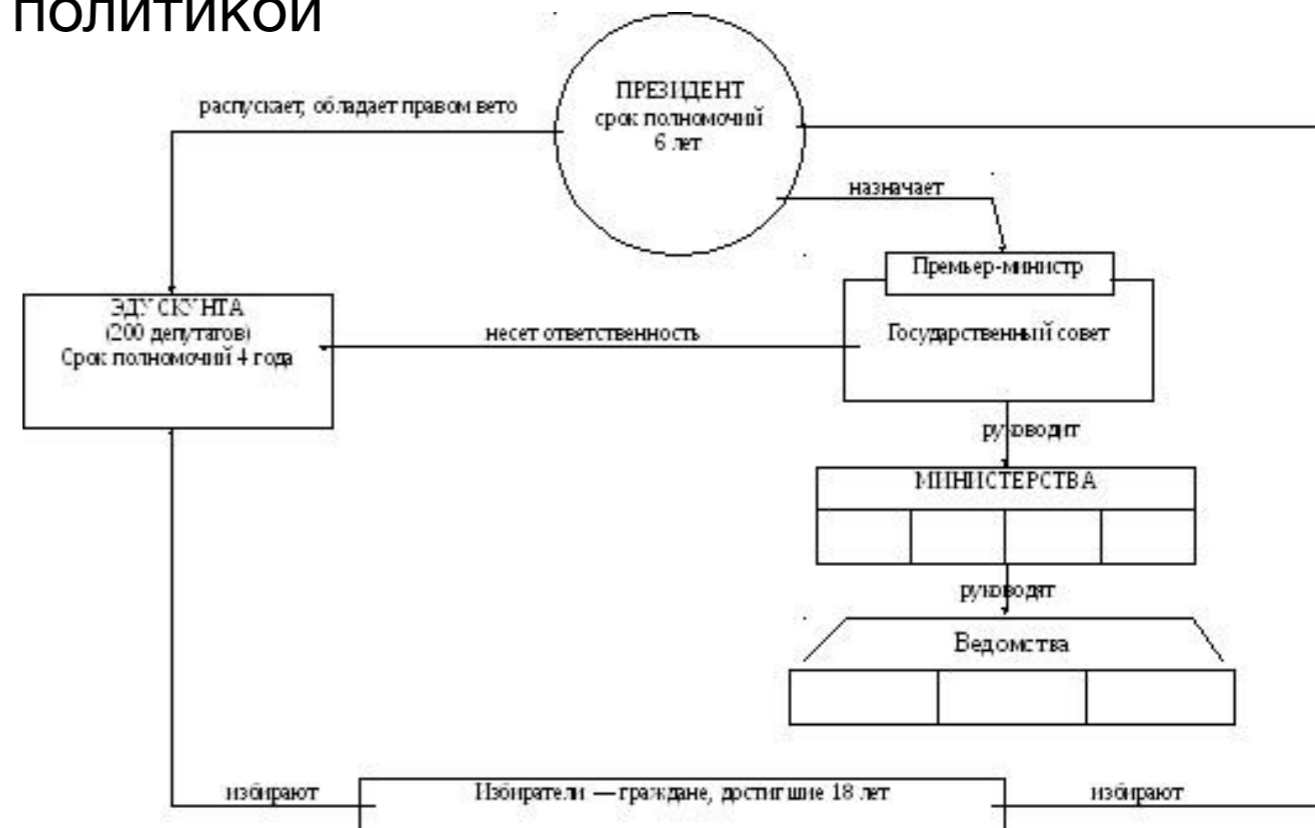 политикой
распускает, обладает правом вето
ПРЕЗИДЕНТ
срок полномочий
6 лет
назначает
Премьер-министр
ЭДУСКУНТА
(200 депутатов)
Срок полномочий 4 года
несет ответственность
Государственный совет
руководит
МИНИСТЕРСТВА
руководят
Ведомства
избирают
Избиратели — граждане, достигшие 18 лет
избирают